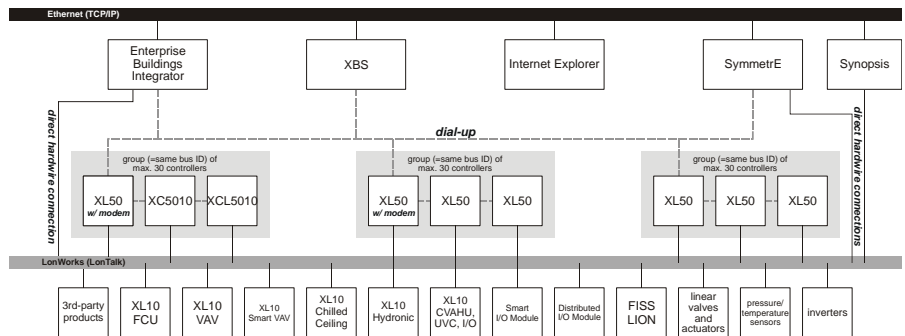 Ethernet (TCP/IP)
Enterprise
Buildings
Integrator
XBS
Internet Explorer
SymmetrE
Synopsis
direct hardwire connection
dial-up
direct hardwire connections
group (=same bus ID) of
max. 30 controllers
group (=same bus ID) of
max. 30 controllers
group (=same bus ID) of
max. 30 controllers
XL50
w/ modem
XC5010
XCL5010
XL50
w/ modem
XL50
XL50
XL50
XL50
XL50
LonWorks (LonTalk)
3rd-party
products
XL10
FCU
XL10
VAV
XL10
Smart VAV
XL10
Chilled
Ceiling
XL10
Hydronic
XL10
CVAHU,
UVC, I/O
Smart
I/O Module
Distributed
I/O Module
FISS
LION
linear
valves
and
actuators
pressure/
temperature
sensors
inverters